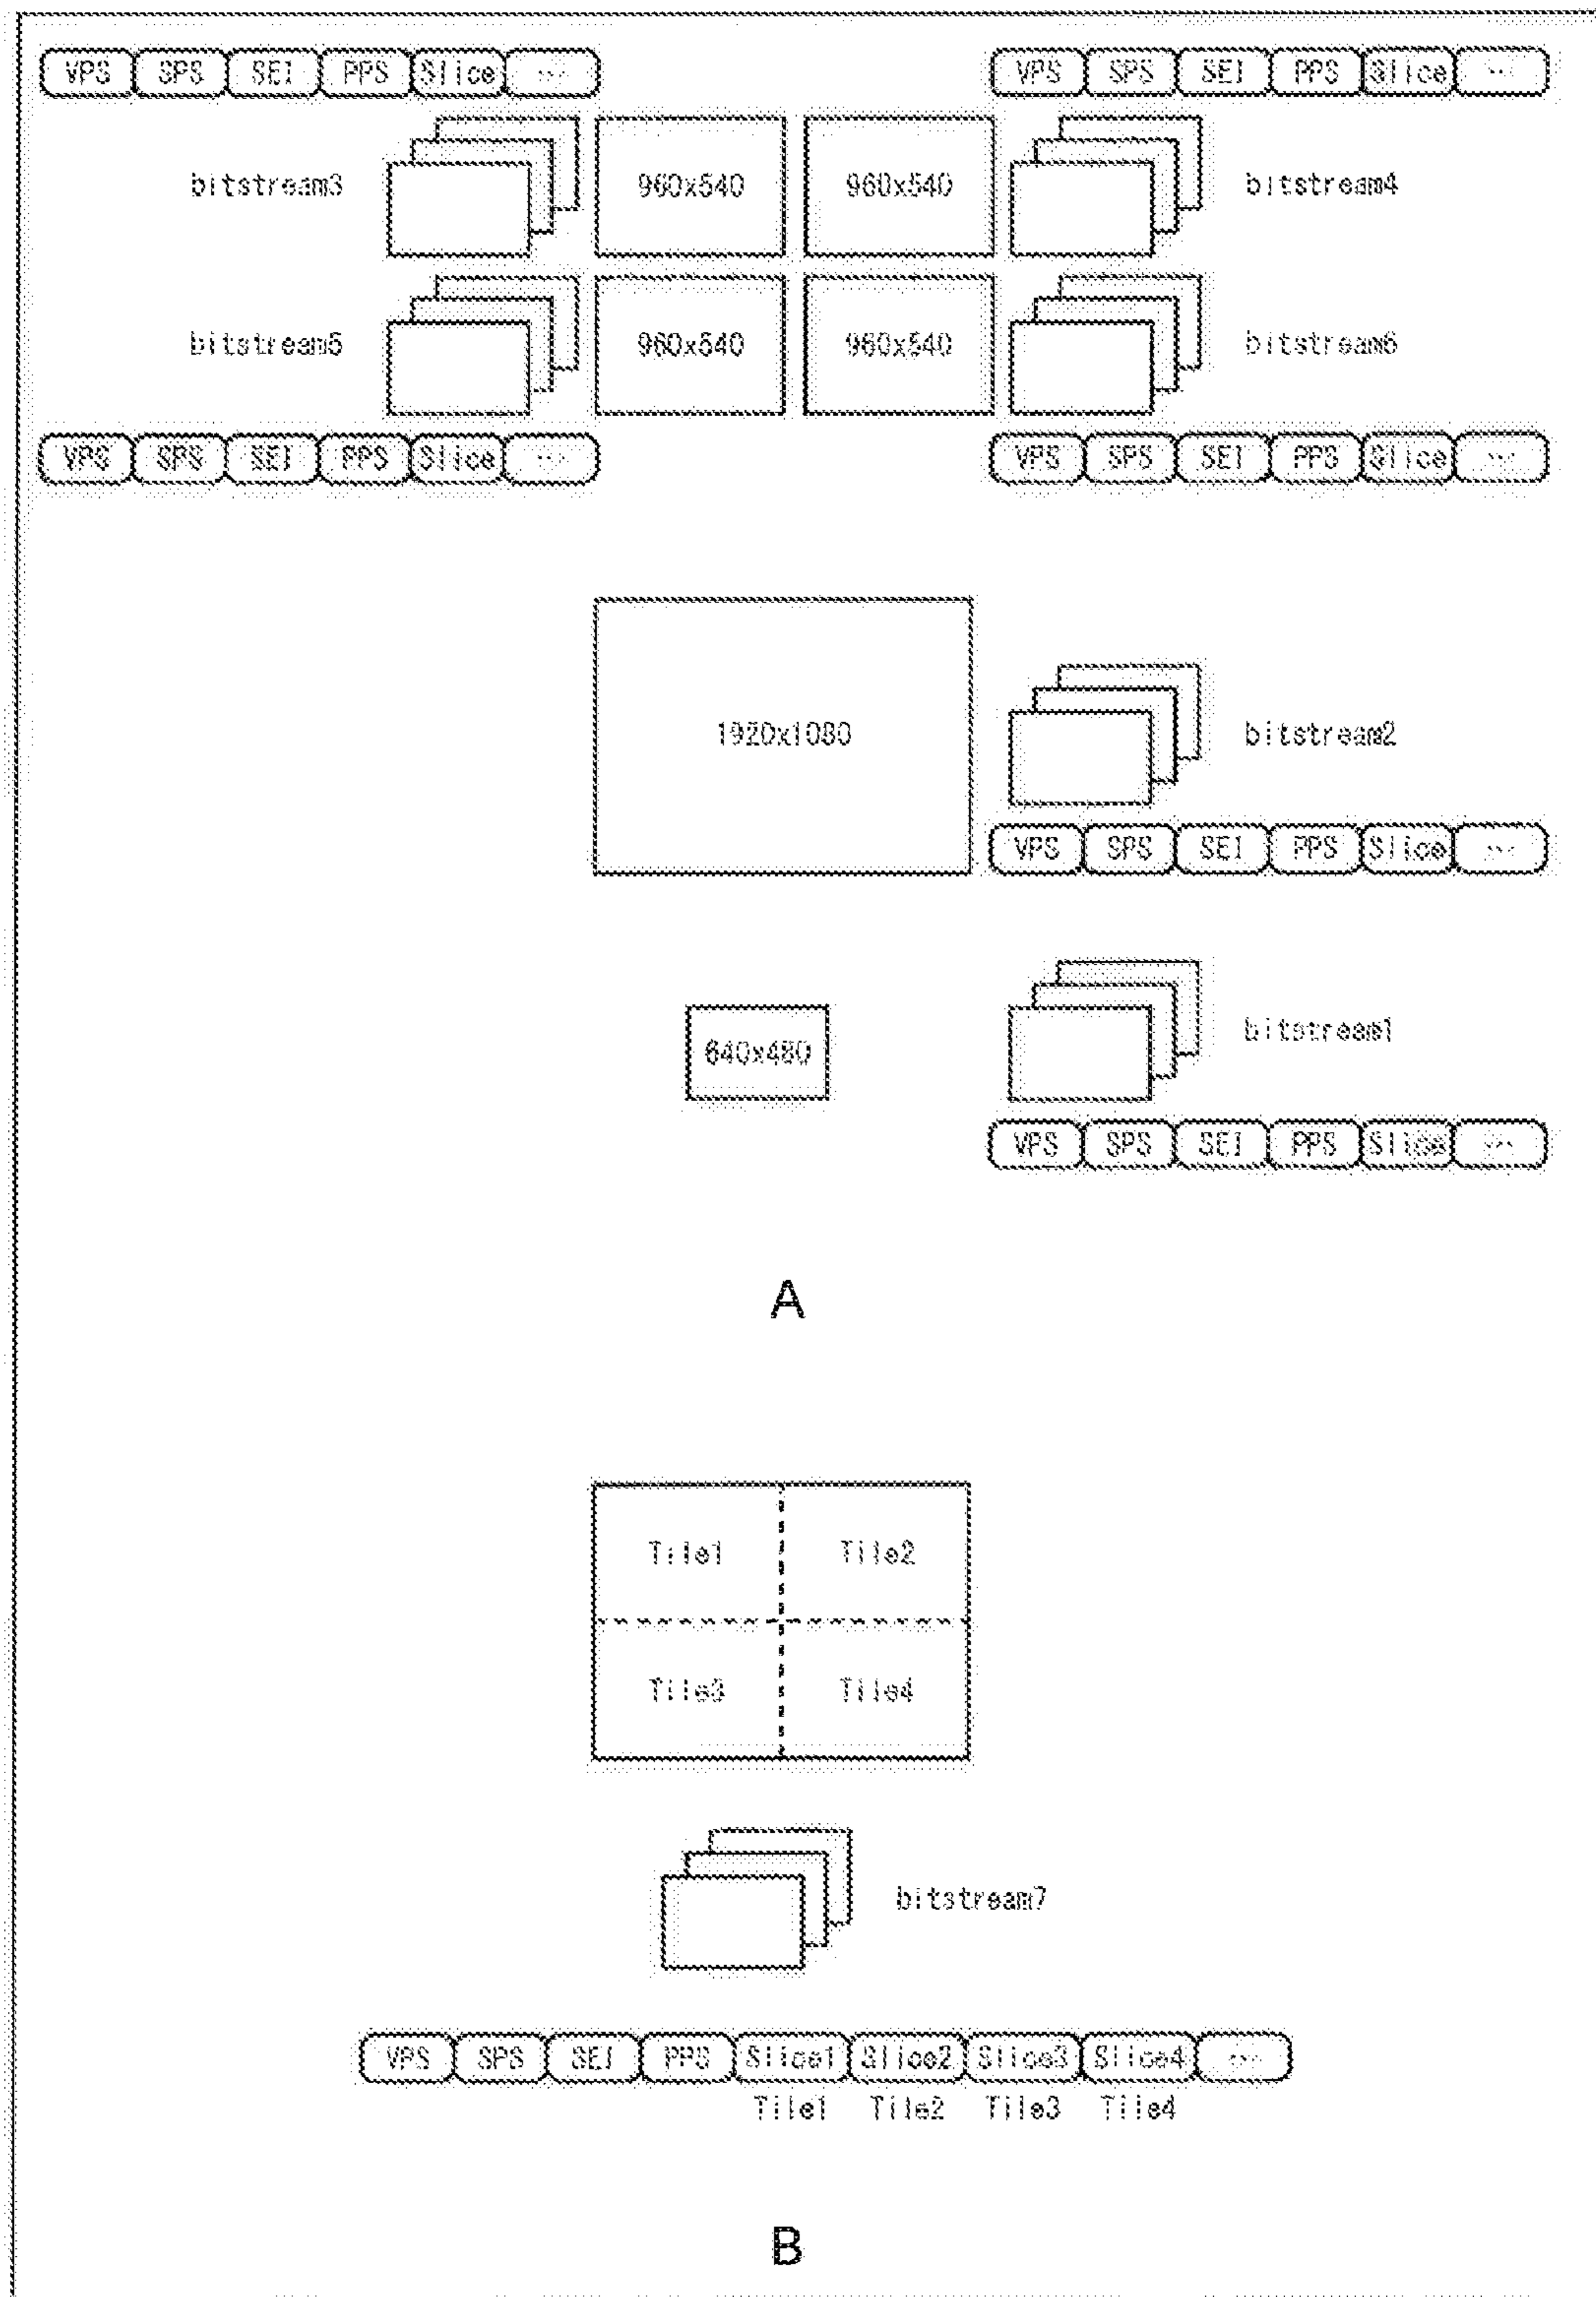 VPS SPS SEI PPS Slice ... VPS SPS SEI PPS Slice ...
bitstream3 960x540 960x540 bitstream4
bitstream5 960x540 960x540 bitstream6
VPS SPS SEI PPS Slice ... VPS SPS SEI PPS Slice ...
1920x1080 bitstream2
VPS SPS SEI PPS Slice ...
640x480 bitstream1
VPS SPS SEI PPS Slice ...
A
Tile1 Tile2
Tile3 Tile4
bitstream7
VPS SPS SEI PPS Slice1 Slice2 Slice3 Slice4 ...
Tile1 Tile2 Tile3 Tile4
B